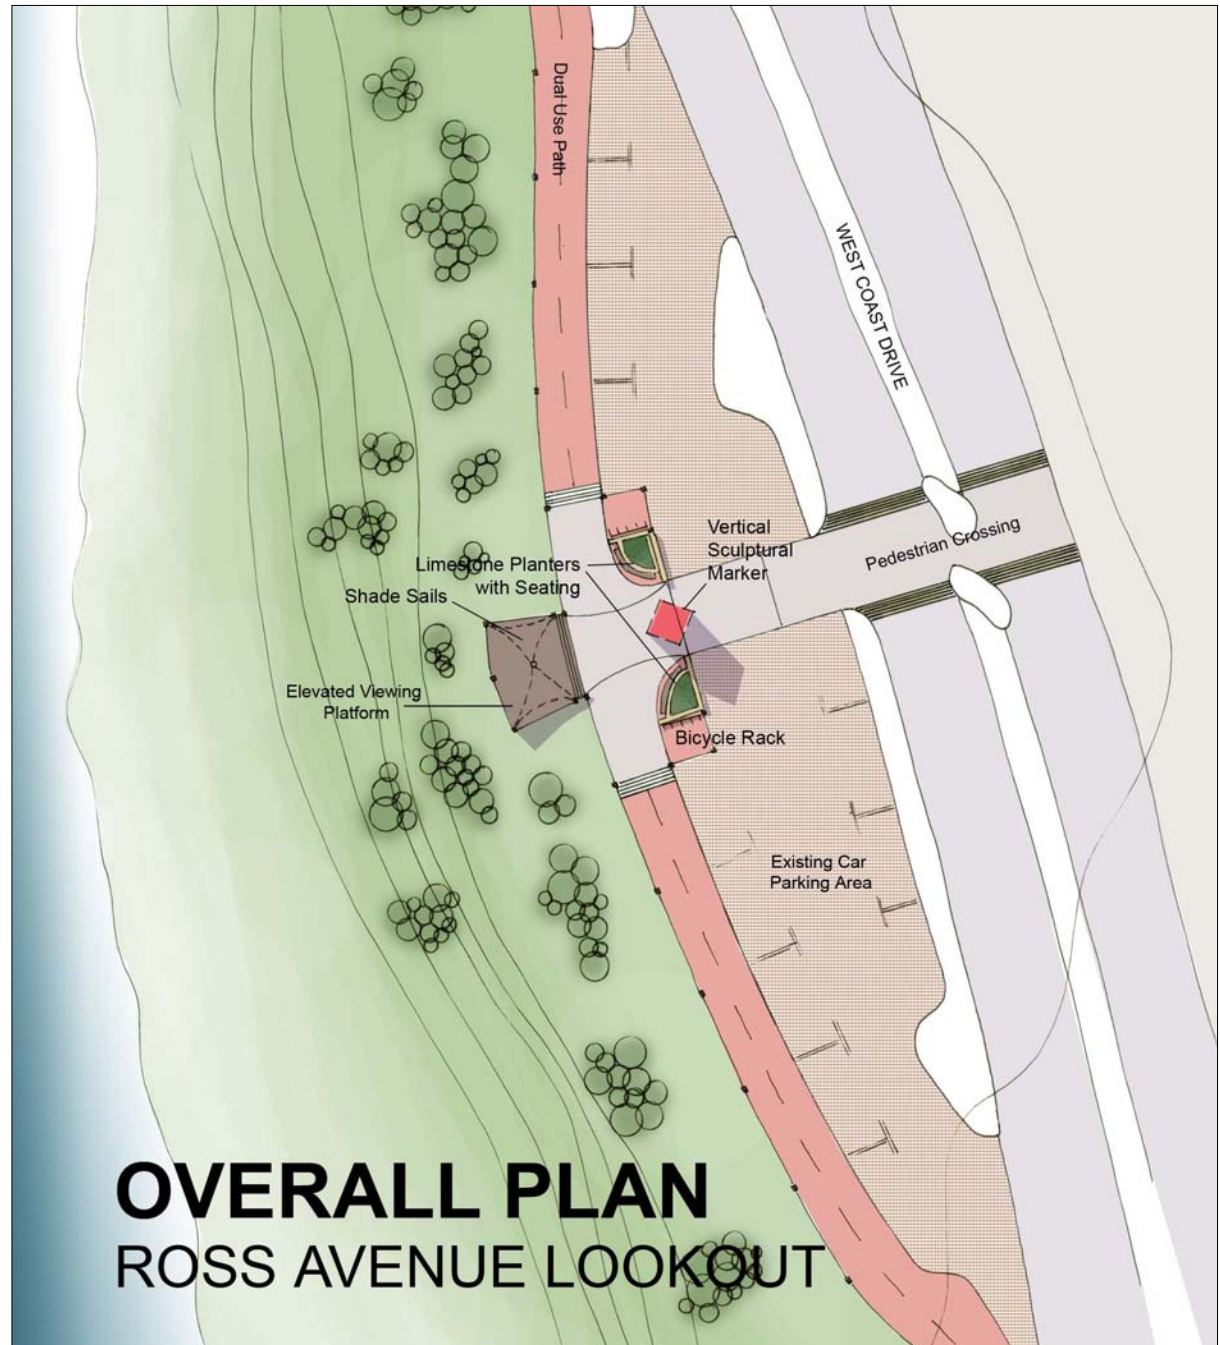 Dual Use Path
WEST COAST DRIVE
Vertical
Sculptural
Marker
Pedestrian Crossing
Limestone Planters
with Seating
Shade Sails
Elevated Viewing
Platform
Bicycle Rack
Existing Car
Parking Area
OVERALL PLAN
ROSS AVENUE LOOKOUT